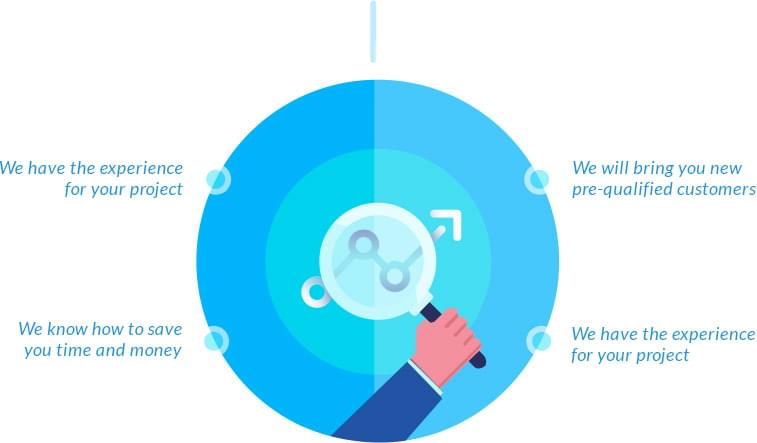 We have the experience
for your project
We will bring you new
pre-qualified customers
We know how to save
you time and money
We have the experience
for your project